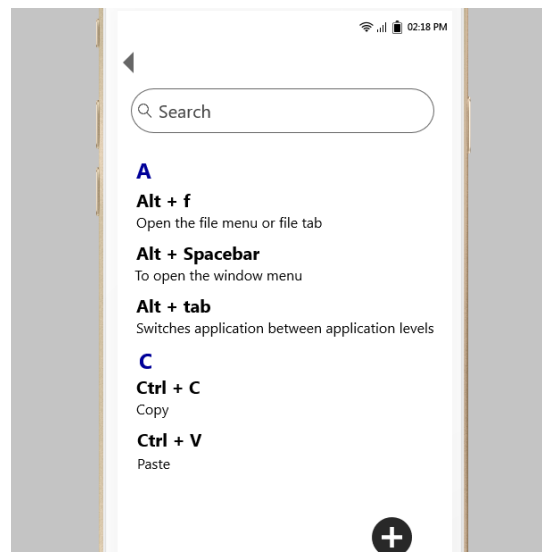 02:18 PM
Search
A
Alt + f
Open the file menu or file tab
Alt + Spacebar
To open the window menu
Alt + tab
Switches application between application levels
C
Ctrl + C
Copy
Ctrl + V
Paste